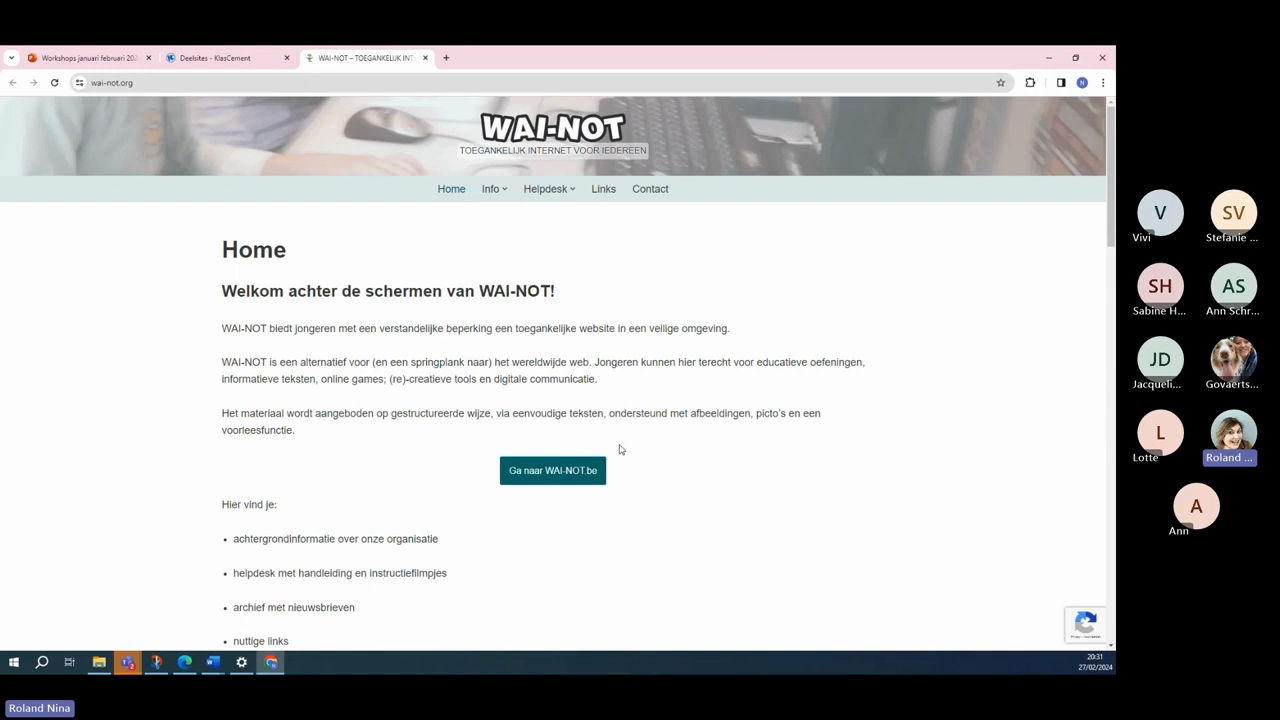 Workshops januari februari 202
Deelsites - KlasCement
WAI-NOT – TOEGANKELIJK INT
wai-not.org
N
WAI-NOT
TOEGANKELIJK INTERNET VOOR IEDEREEN
Home
Info
Helpdesk
Links
Contact
Home
Welkom achter de schermen van WAI-NOT!
WAI-NOT biedt jongeren met een verstandelijke beperking een toegankelijke website in een veilige omgeving.
WAI-NOT is een alternatief voor (en een springplank naar) het wereldwijde web. Jongeren kunnen hier terecht voor educatieve oefeningen,
informatieve teksten, online games; (re)-creatieve tools en digitale communicatie.
Het materiaal wordt aangeboden op gestructureerde wijze, via eenvoudige teksten, ondersteund met afbeeldingen, picto's en een
voorleesfunctie.
Ga naar WAI-NOT.be
Hier vind je:
• achtergrondinformatie over onze organisatie
• helpdesk met handleiding en instructiefilmpjes
• archief met nieuwsbrieven
• nuttige links
20:31
27/02/2024
V
Vivi
SV
Stefanie ...
SH
Sabine H...
AS
Ann Schr...
JD
Jacqueli...
Govaerts...
L
Lotte
Roland ...
A
Ann
Roland Nina